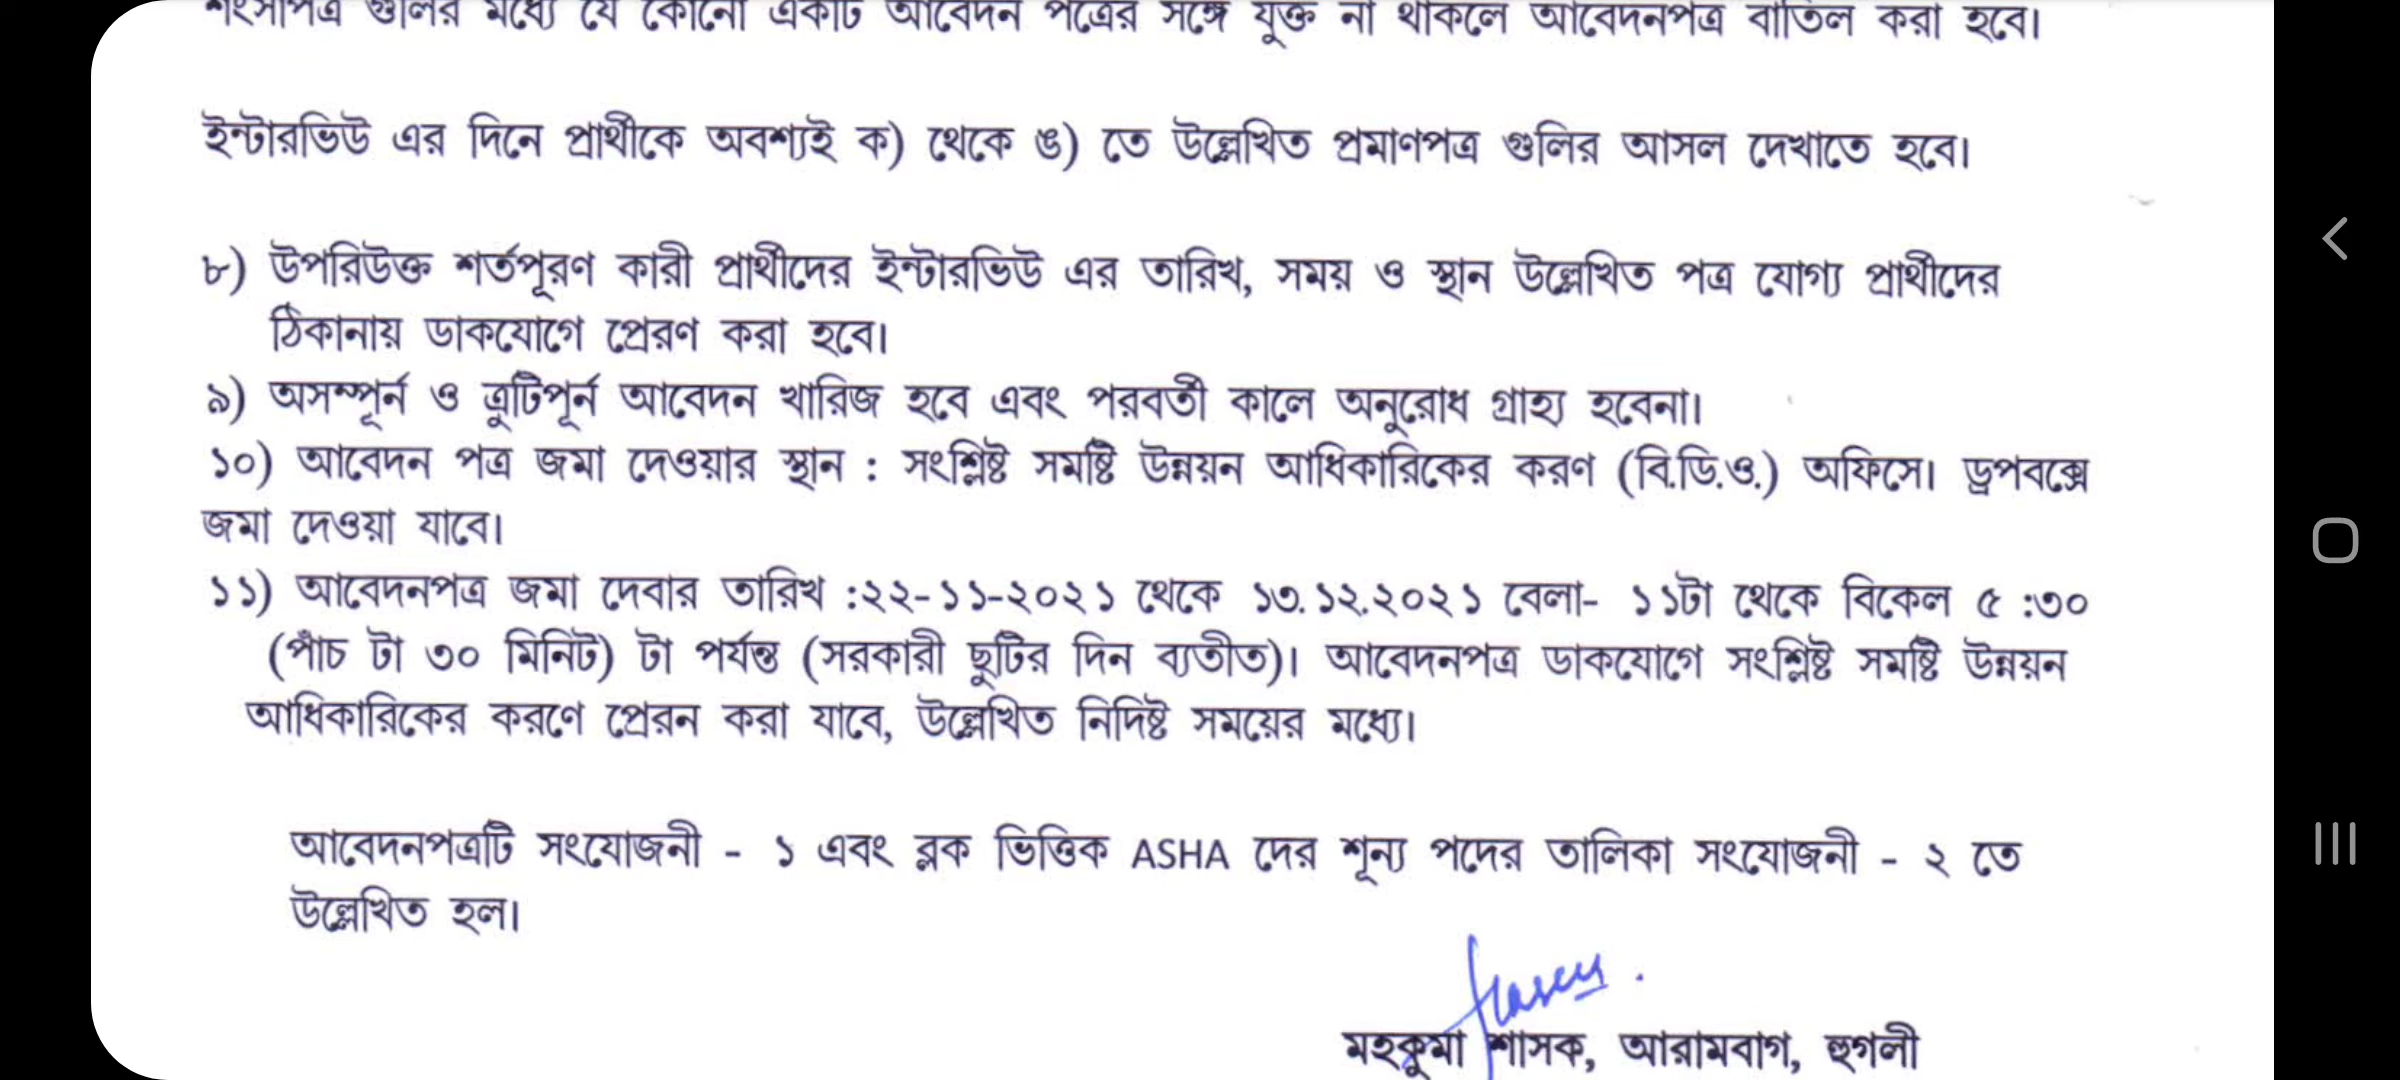 শংসাপত্র গুলির মধ্যে যে কোনো একটি আবেদন পত্রের সঙ্গে যুক্ত না থাকলে আবেদনপত্র বাতিল করা হবে।
ইন্টারভিউ এর দিনে প্রার্থীকে অবশ্যই ক) থেকে ঙ) তে উল্লেখিত প্রমাণপত্র গুলির আসল দেখাতে হবে।
৮) উপরিউক্ত শর্তপূরণ কারী প্রার্থীদের ইন্টারভিউ এর তারিখ, সময় ও স্থান উল্লেখিত পত্র যোগ্য প্রার্থীদের
ঠিকানায় ডাকযোগে প্রেরণ করা হবে।
৯) অসম্পূর্ন ও ত্রুটিপূর্ন আবেদন খারিজ হবে এবং পরবর্তী কালে অনুরোধ গ্রাহ্য হবেনা।
১০) আবেদন পত্র জমা দেওয়ার স্থান : সংশ্লিষ্ট সমষ্টি উন্নয়ন আধিকারিকের করণ (বি.ডি.ও.) অফিসে। ড্রপবক্সে
জমা দেওয়া যাবে।
১১) আবেদনপত্র জমা দেবার তারিখ :২২-১১-২০২১ থেকে ১৩.১২.২০২১ বেলা- ১১টা থেকে বিকেল ৫ :৩০
(পাঁচ টা ৩০ মিনিট) টা পর্যন্ত (সরকারী ছুটির দিন ব্যতীত)। আবেদনপত্র ডাকযোগে সংশ্লিষ্ট সমষ্টি উন্নয়ন
আধিকারিকের করণে প্রেরন করা যাবে, উল্লেখিত নির্দিষ্ট সময়ের মধ্যে।
আবেদনপত্রটি সংযোজনী - ১ এবং ব্লক ভিত্তিক ASHA দের শূন্য পদের তালিকা সংযোজনী - ২ তে
উল্লেখিত হল।
মহকুমা শাসক, আরামবাগ, হুগলী